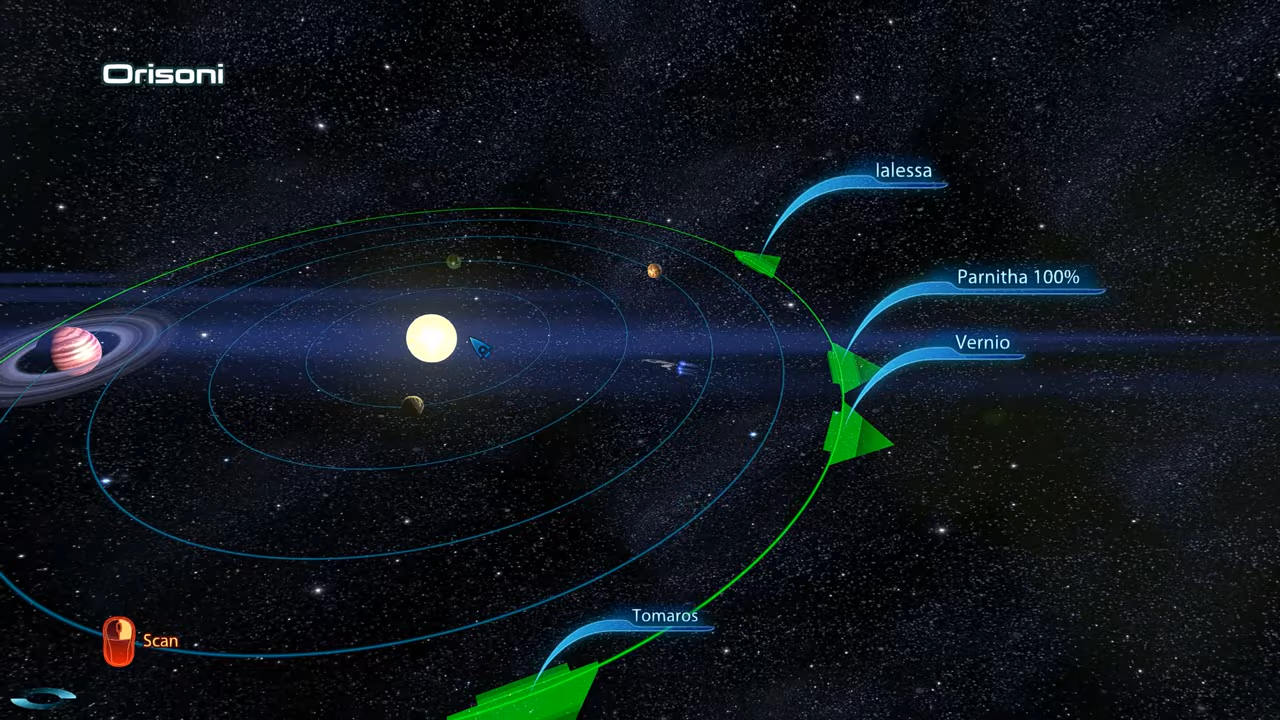 Orisoni
Ialessa
Parnitha 100%
Vernio
Tomaros
Scan